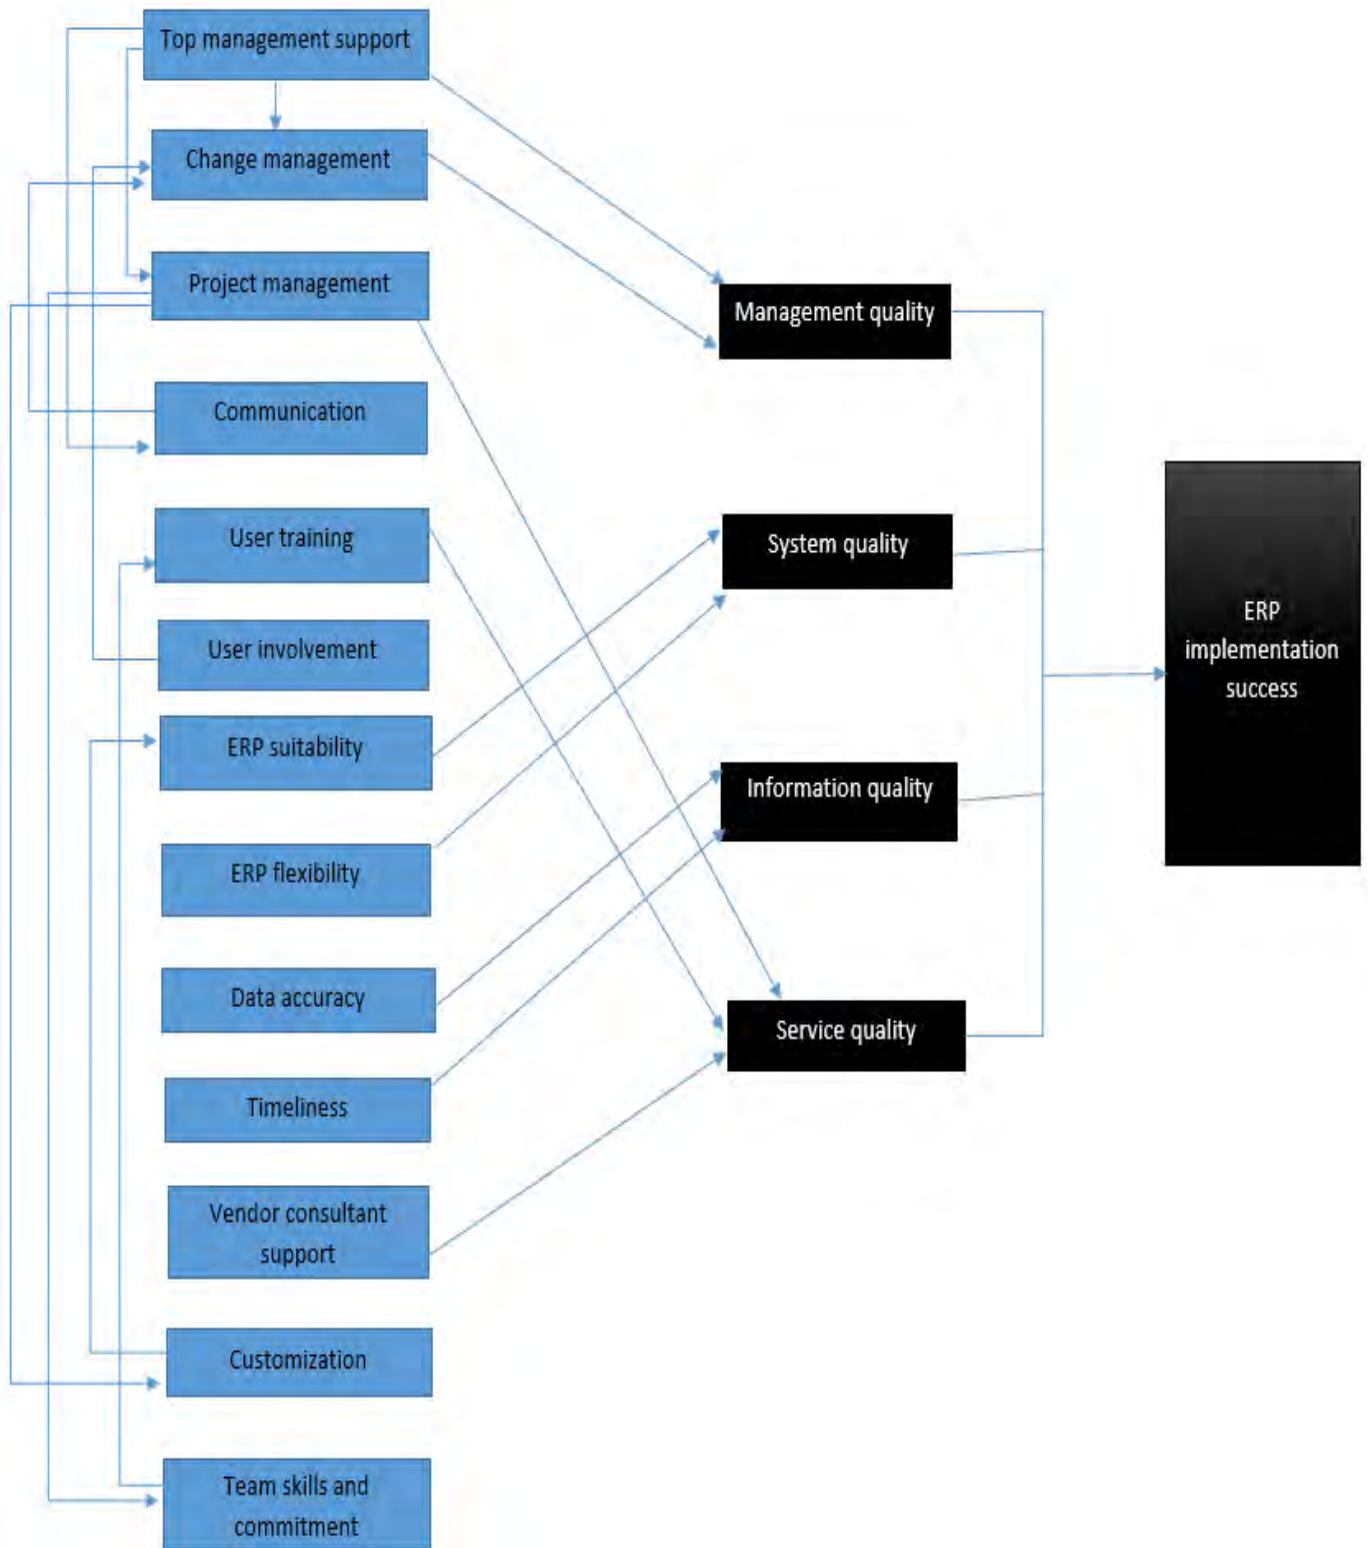 Top management support
Change management
Project management
Communication
User training
User involvement
ERP suitability
ERP flexibility
Data accuracy
Timeliness
Vendor consultant
support
Customization
Team skills and
commitment
Management quality
System quality
Information quality
Service quality
ERP
implementation
success